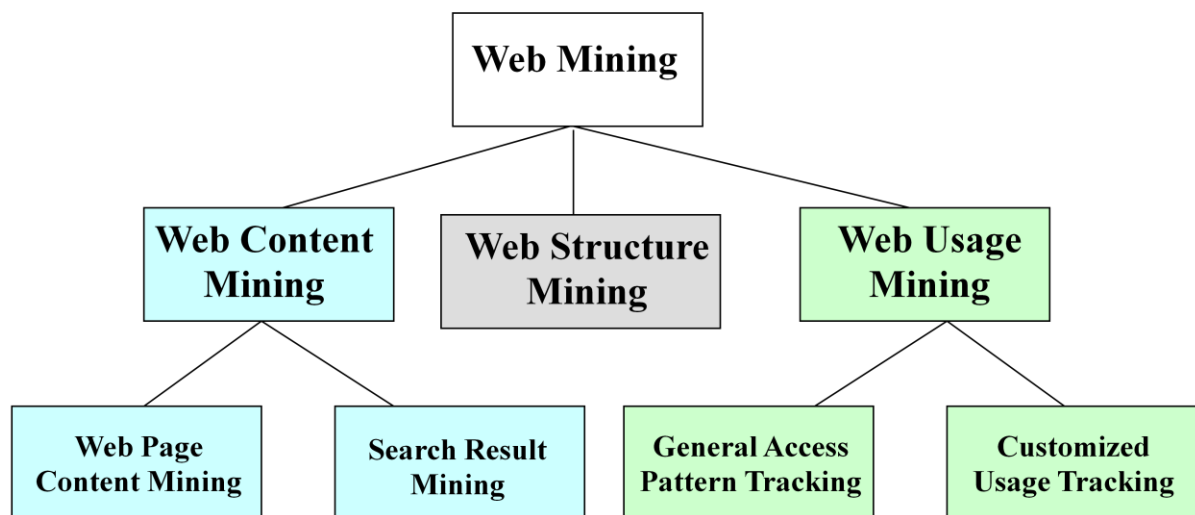 Web Mining
Web Content
Mining
Web Structure
Mining
Web Usage
Mining
Web Page
Content Mining
Search Result
Mining
General Access
Pattern Tracking
Customized
Usage Tracking